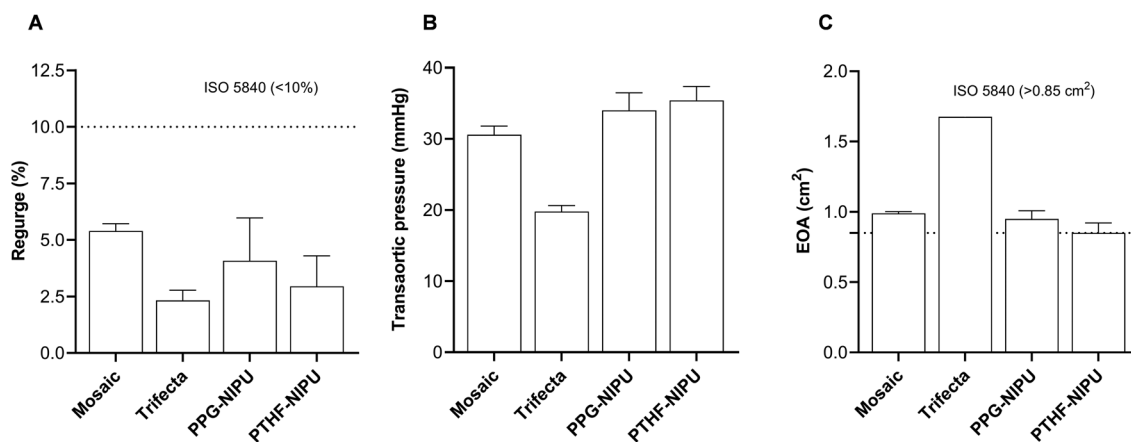 A
Regurge (%)
12.5
10.0
7.5
5.0
2.5
0.0
ISO 5840 (<10%)
Mosaic
Trifecta
PPG-NIPU
PTHF-NIPU
B
Transaortic pressure (mmHg)
40
30
20
10
0
Mosaic
Trifecta
PPG-NIPU
PTHF-NIPU
C
EOA (cm²)
2.0
1.5
1.0
0.5
0.0
ISO 5840 (>0.85 cm²)
Mosaic
Trifecta
PPG-NIPU
PTHF-NIPU